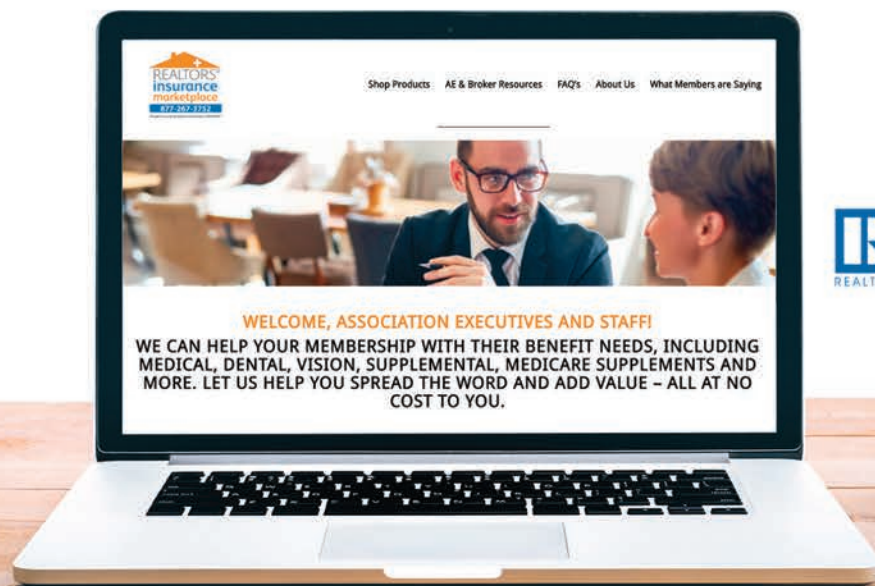 REALTORS®
insurance
marketplace
877-267-3752
Shop Products AE & Broker Resources FAQ's About Us What Members are Saying
WELCOME, ASSOCIATION EXECUTIVES AND STAFF!
WE CAN HELP YOUR MEMBERSHIP WITH THEIR BENEFIT NEEDS, INCLUDING
MEDICAL, DENTAL, VISION, SUPPLEMENTAL, MEDICARE SUPPLEMENTS AND
MORE. LET US HELP YOU SPREAD THE WORD AND ADD VALUE – ALL AT NO
COST TO YOU.
REALT